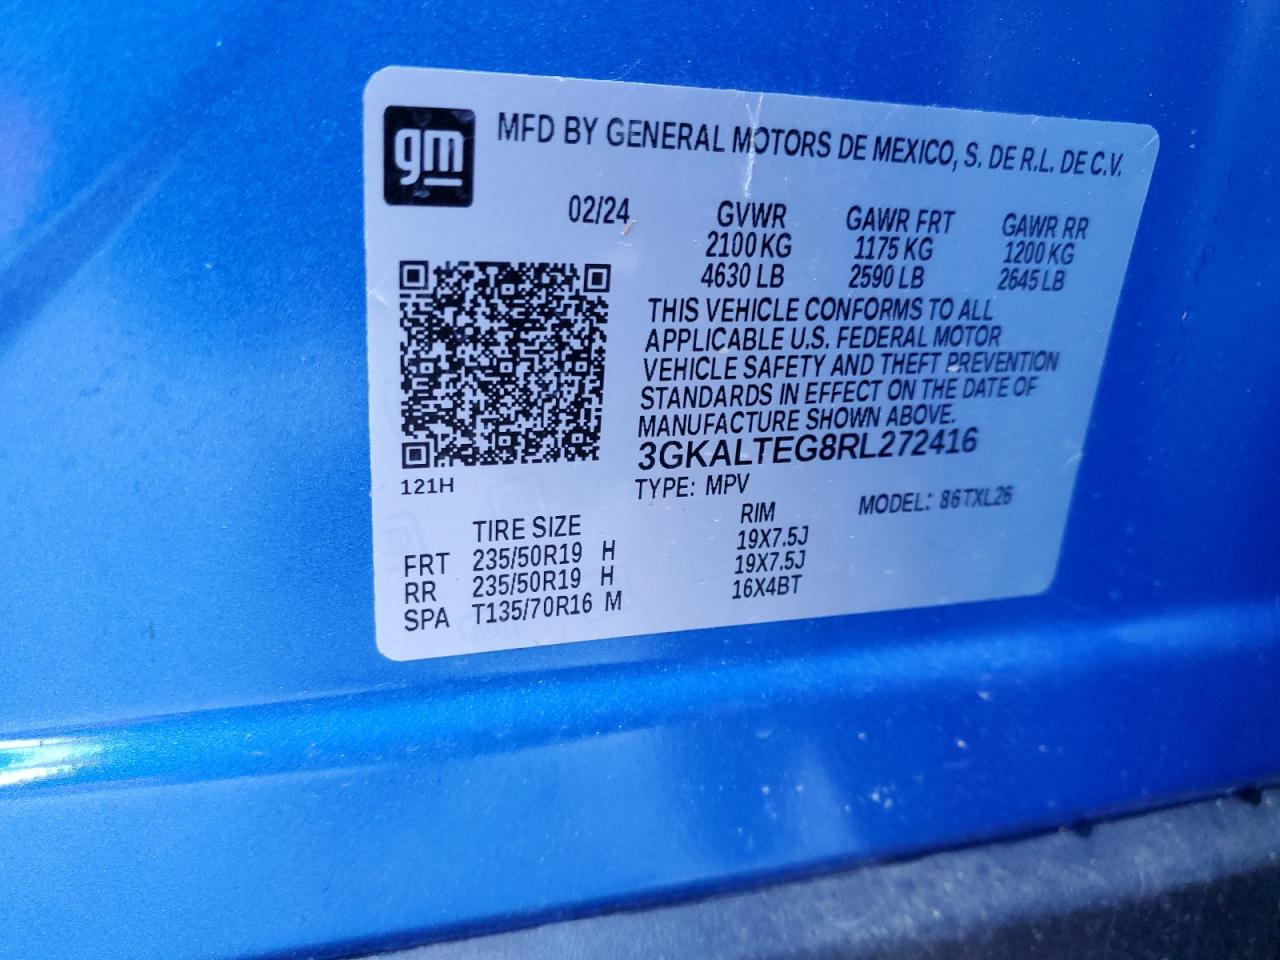 gm
MFD BY GENERAL MOTORS DE MEXICO, S. DE R.L. DE C.V.
02/24 GVWR GAWR FRT GAWR RR
2100 KG 1175 KG 1200 KG
4630 LB 2590 LB 2645 LB
THIS VEHICLE CONFORMS TO ALL
APPLICABLE U.S. FEDERAL MOTOR
VEHICLE SAFETY AND THEFT PREVENTION
STANDARDS IN EFFECT ON THE DATE OF
MANUFACTURE SHOWN ABOVE.
3GKALTEG8RL272416
121H
TYPE: MPV MODEL: 86TXL26
TIRE SIZE RIM
FRT 235/50R19 H 19X7.5J
RR 235/50R19 H 19X7.5J
SPA T135/70R16 M 16X4BT